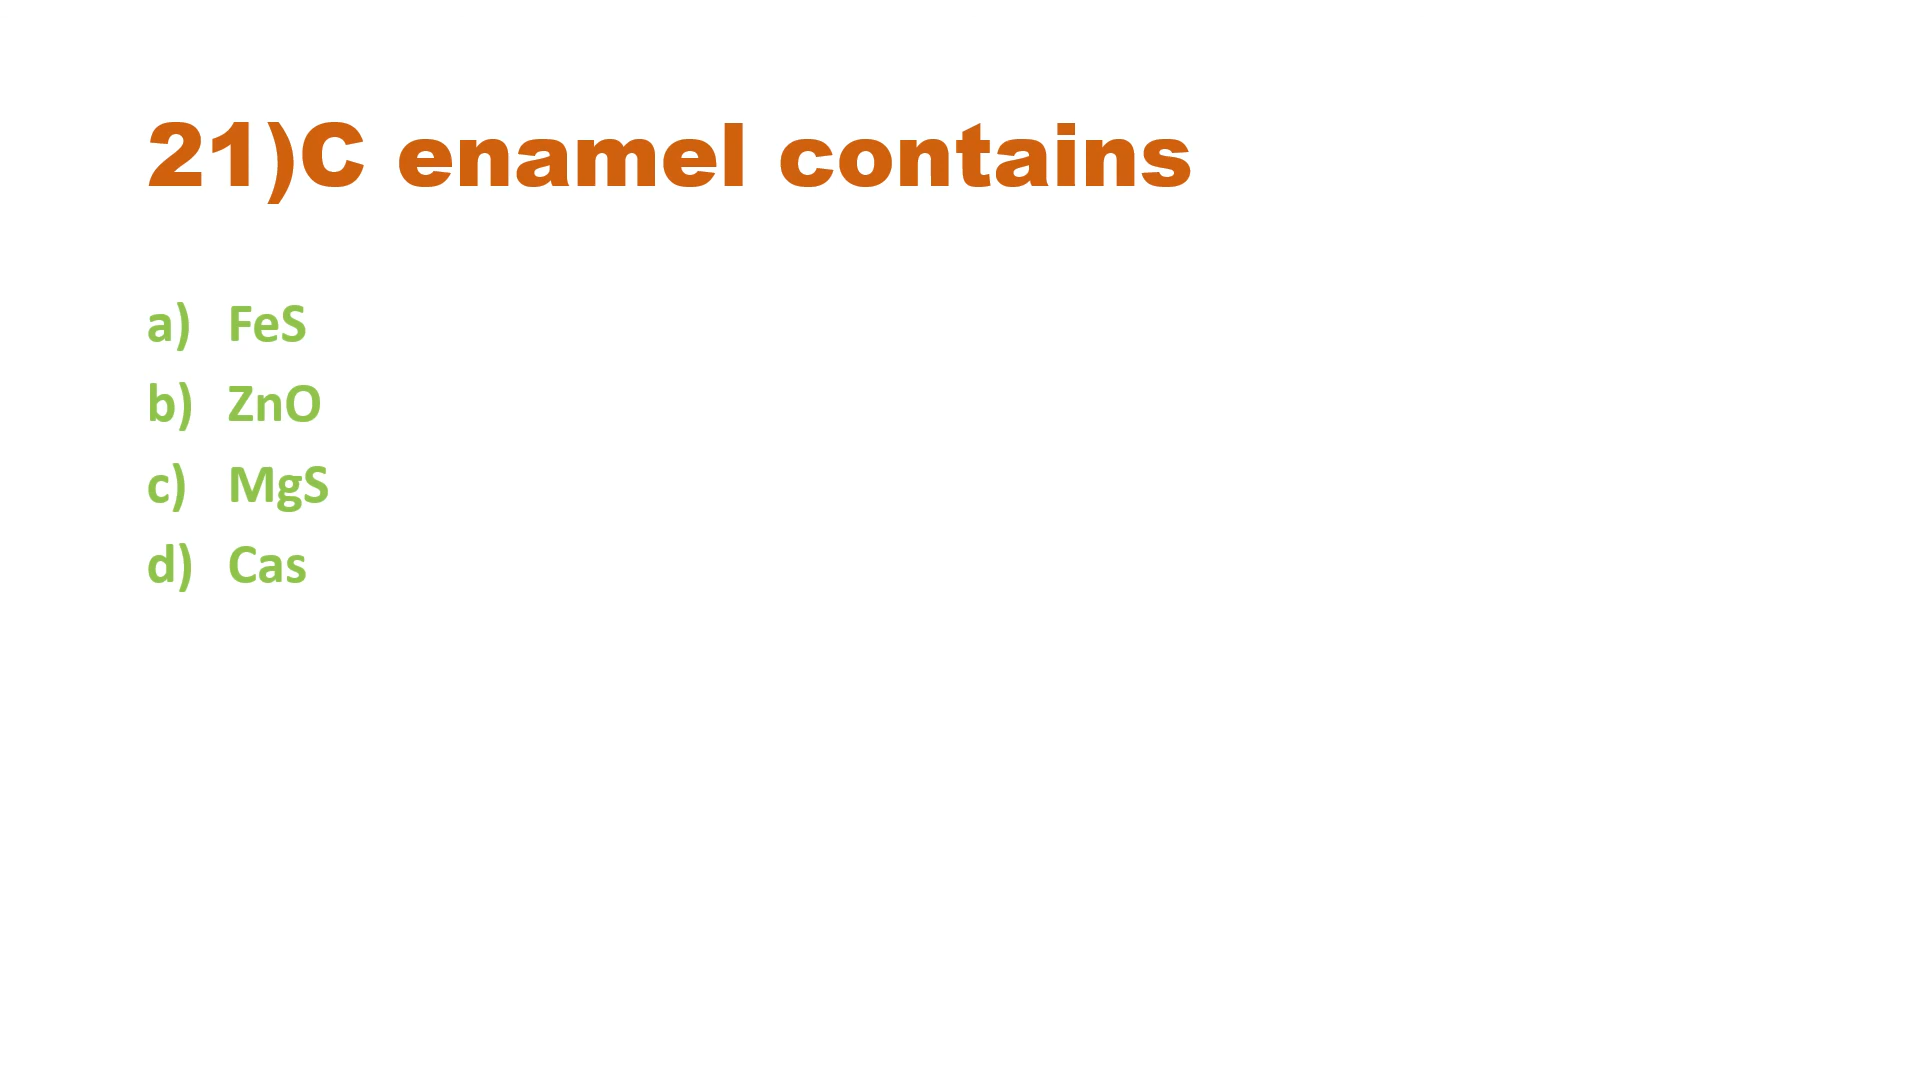 21)C enamel contains
a) FeS
b) ZnO
c) MgS
d) Cas